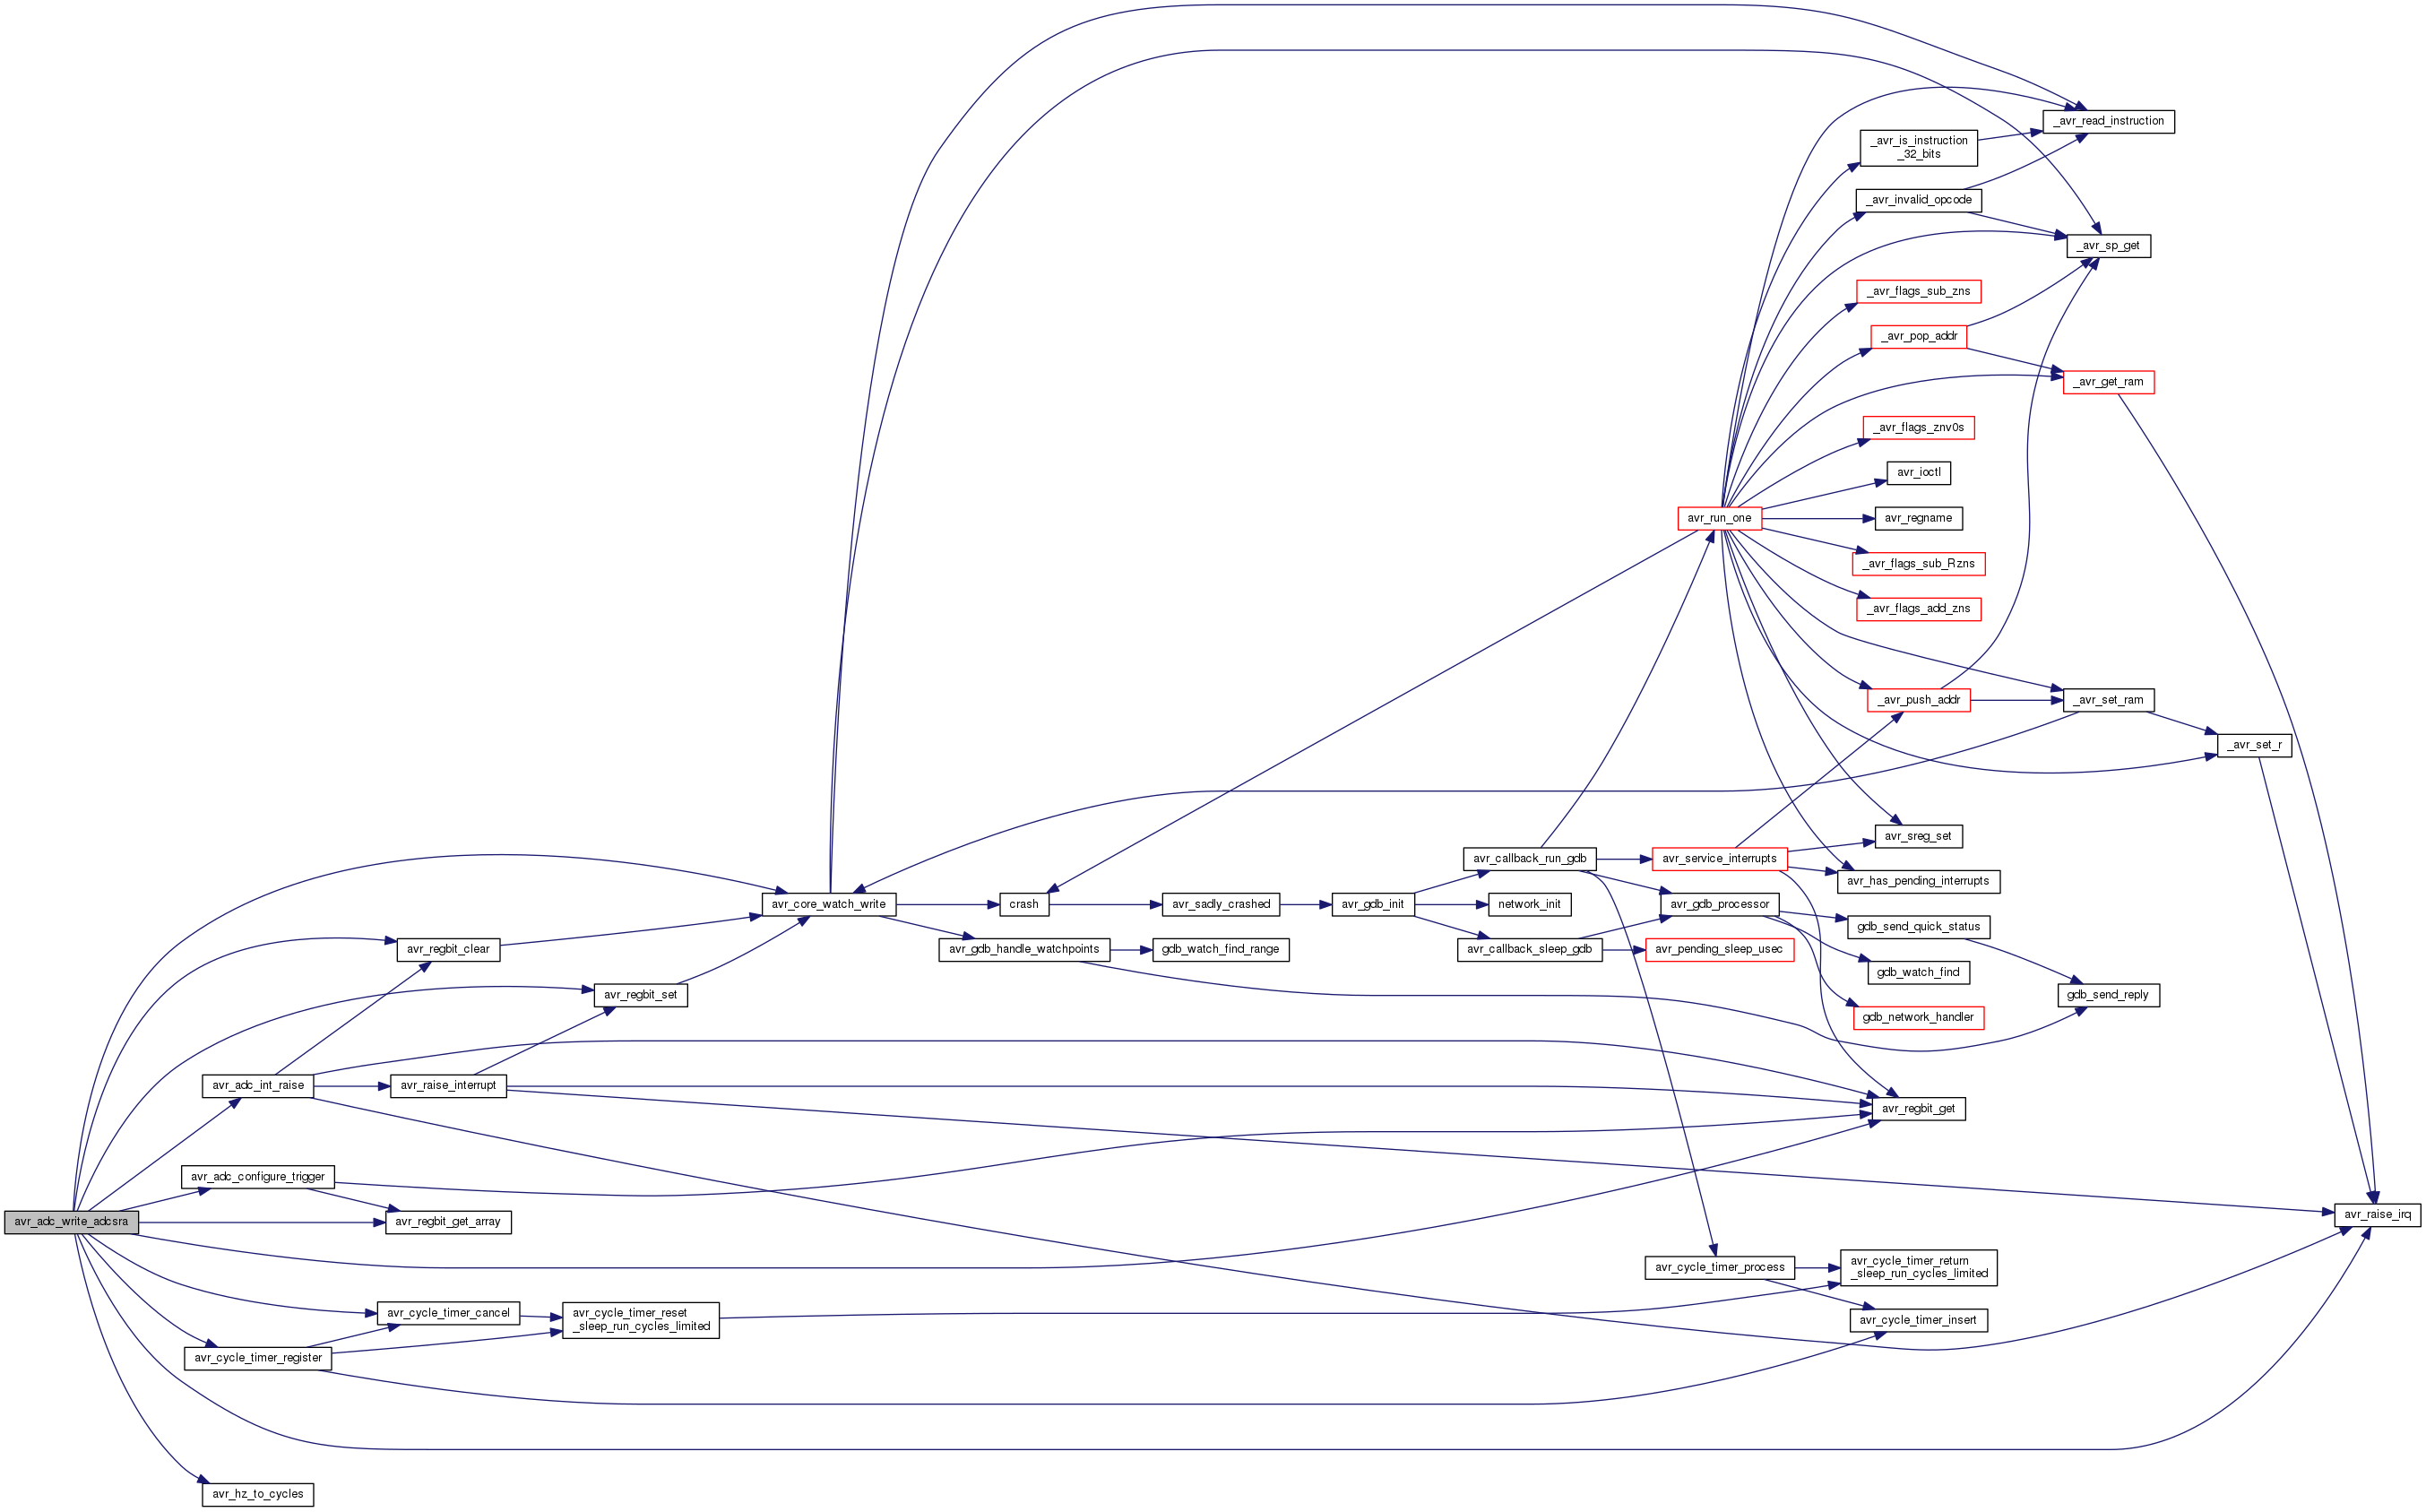 _avr_read_instruction
_avr_is_instruction
_32_bits
_avr_invalid_opcode
_avr_sp_get
_avr_flags_sub_zns
_avr_pop_addr
_avr_get_ram
_avr_flags_znv0s
avr_ioctl
avr_run_one
avr_regname
_avr_flags_sub_Rzns
_avr_flags_add_zns
_avr_push_addr
_avr_set_ram
_avr_set_r
avr_sreg_set
avr_callback_run_gdb
avr_service_interrupts
avr_has_pending_interrupts
avr_core_watch_write
crash
avr_sadly_crashed
avr_gdb_init
network_init
avr_gdb_processor
gdb_send_quick_status
avr_regbit_clear
avr_gdb_handle_watchpoints
gdb_watch_find_range
avr_callback_sleep_gdb
avr_pending_sleep_usec
gdb_watch_find
avr_regbit_set
gdb_send_reply
gdb_network_handler
avr_adc_int_raise
avr_raise_interrupt
avr_regbit_get
avr_adc_configure_trigger
avr_adc_write_adcsra
avr_regbit_get_array
avr_raise_irq
avr_cycle_timer_process
avr_cycle_timer_return
_sleep_run_cycles_limited
avr_cycle_timer_cancel
avr_cycle_timer_reset
_sleep_run_cycles_limited
avr_cycle_timer_insert
avr_cycle_timer_register
avr_hz_to_cycles